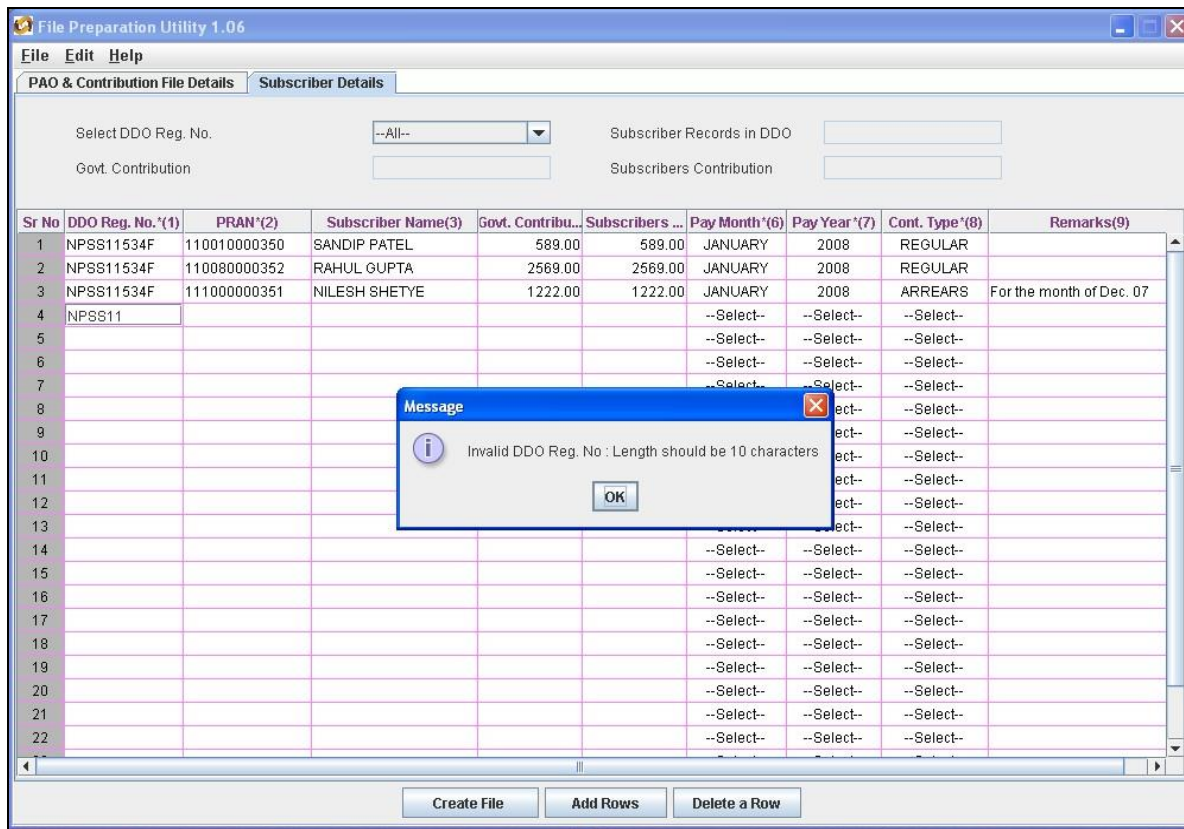 File Preparation Utility 1.06
File Edit Help
PAO & Contribution File Details Subscriber Details
Select DDO Reg. No. --All-- Subscriber Records in DDO
Govt. Contribution Subscribers Contribution
Sr No DDO Reg. No.*(1) PRAN*(2) Subscriber Name(3) Govt. Contribu... Subscribers ... Pay Month*(6) Pay Year*(7) Cont. Type*(8) Remarks(9)
1 NPSS11534F 110010000350 SANDIP PATEL 589.00 589.00 JANUARY 2008 REGULAR
2 NPSS11534F 110080000352 RAHUL GUPTA 2569.00 2569.00 JANUARY 2008 REGULAR
3 NPSS11534F 111000000351 NILESH SHETYE 1222.00 1222.00 JANUARY 2008 ARREARS For the month of Dec. 07
4 NPSS11 --Select-- --Select-- --Select--
5 --Select-- --Select-- --Select--
6 --Select-- --Select-- --Select--
7 --Select-- --Select-- --Select--
Message
8 ect-- --Select--
9 ect-- --Select--
i Invalid DDO Reg. No : Length should be 10 characters
10 ect-- --Select--
11 ect-- --Select--
OK
12 ect-- --Select--
13 ect-- --Select--
14 --Select-- --Select-- --Select--
15 --Select-- --Select-- --Select--
16 --Select-- --Select-- --Select--
17 --Select-- --Select-- --Select--
18 --Select-- --Select-- --Select--
19 --Select-- --Select-- --Select--
20 --Select-- --Select-- --Select--
21 --Select-- --Select-- --Select--
22 --Select-- --Select-- --Select--
Create File Add Rows Delete a Row